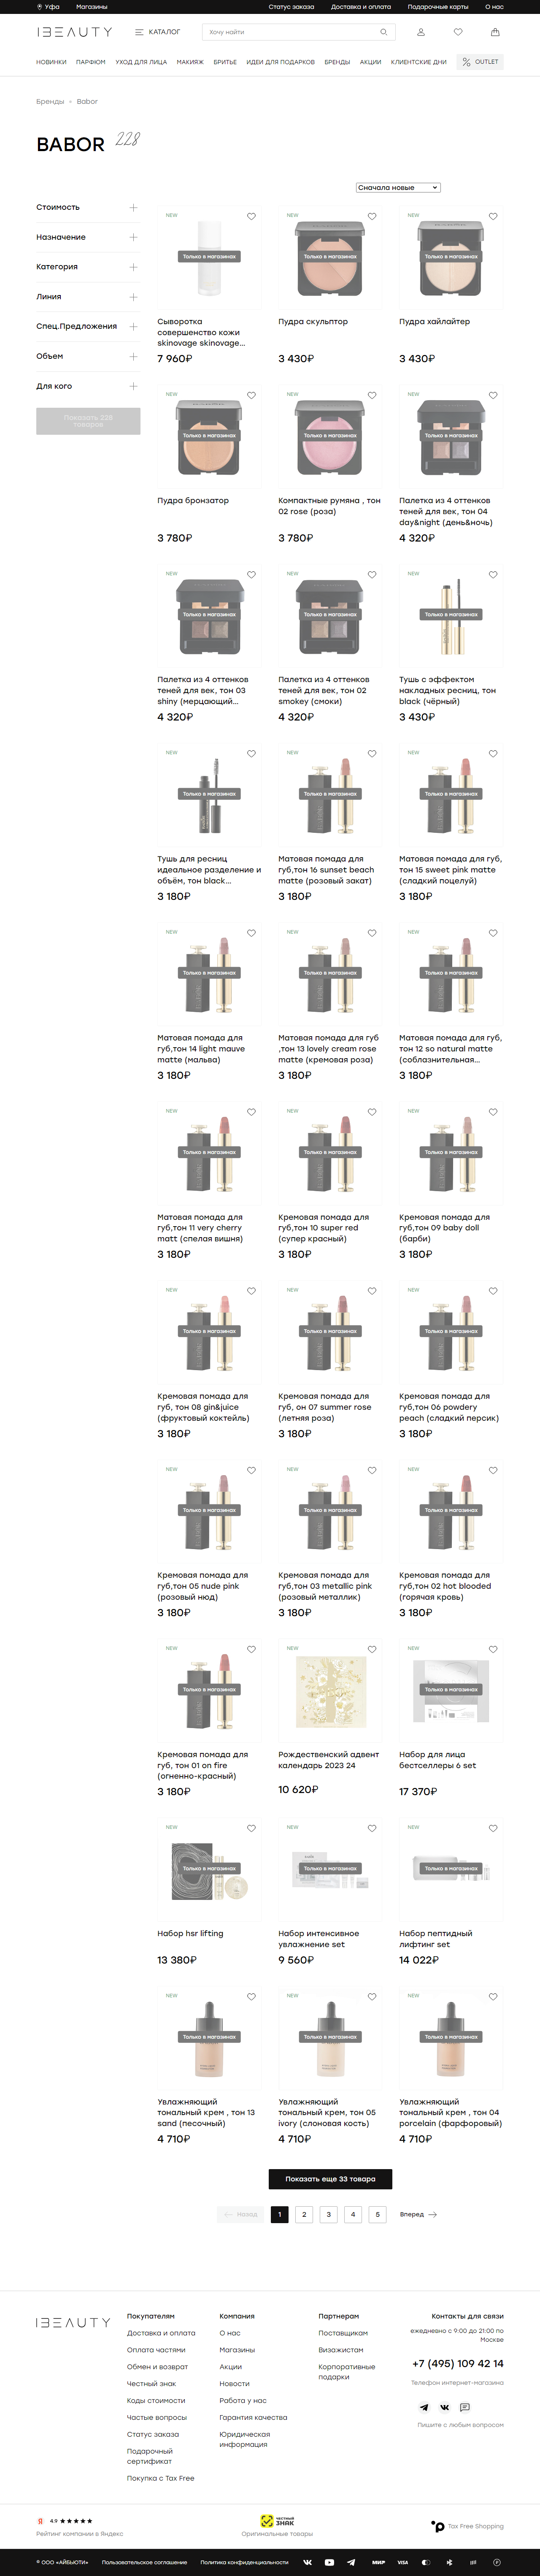 Уфа
Магазины
Статус заказа
Доставка и оплата
Подарочные карты
О нас
IBEAUTY
КАТАЛОГ
Хочу найти
НОВИНКИ
ПАРФЮМ
УХОД ДЛЯ ЛИЦА
МАКИЯЖ
БРИТЬЕ
ИДЕИ ДЛЯ ПОДАРКОВ
БРЕНДЫ
АКЦИИ
КЛИЕНТСКИЕ ДНИ
OUTLET
Бренды
Babor
BABOR 228
Сначала новые
Стоимость
Назначение
Категория
Линия
Спец.Предложения
Объем
Для кого
Показать 228
товаров
NEW
Только в магазинах
Сыворотка
совершенство кожи
skinovage skinovage...
7 960₽
NEW
Только в магазинах
Пудра скульптор
3 430₽
NEW
Только в магазинах
Пудра хайлайтер
3 430₽
NEW
Только в магазинах
Пудра бронзатор
3 780₽
NEW
Только в магазинах
Компактные румяна , тон
02 rose (роза)
3 780₽
NEW
Только в магазинах
Палетка из 4 оттенков
теней для век, тон 04
day&night (день&ночь)
4 320₽
NEW
Только в магазинах
Палетка из 4 оттенков
теней для век, тон 03
shiny (мерцающий...
4 320₽
NEW
Только в магазинах
Палетка из 4 оттенков
теней для век, тон 02
smokey (смоки)
4 320₽
NEW
Только в магазинах
Тушь с эффектом
накладных ресниц, тон
black (чёрный)
3 430₽
NEW
Только в магазинах
Тушь для ресниц
идеальное разделение и
объём, тон black...
3 180₽
NEW
Только в магазинах
Матовая помада для
губ,тон 16 sunset beach
matte (розовый закат)
3 180₽
NEW
Только в магазинах
Матовая помада для губ,
тон 15 sweet pink matte
(сладкий поцелуй)
3 180₽
NEW
Только в магазинах
Матовая помада для
губ,тон 14 light mauve
matte (мальва)
3 180₽
NEW
Только в магазинах
Матовая помада для губ
,тон 13 lovely cream rose
matte (кремовая роза)
3 180₽
NEW
Только в магазинах
Матовая помада для губ,
тон 12 so natural matte
(соблазнительная...
3 180₽
NEW
Только в магазинах
Матовая помада для
губ,тон 11 very cherry
matt (спелая вишня)
3 180₽
NEW
Только в магазинах
Кремовая помада для
губ,тон 10 super red
(супер красный)
3 180₽
NEW
Только в магазинах
Кремовая помада для
губ,тон 09 baby doll
(барби)
3 180₽
NEW
Только в магазинах
Кремовая помада для
губ, тон 08 gin&juice
(фруктовый коктейль)
3 180₽
NEW
Только в магазинах
Кремовая помада для
губ, он 07 summer rose
(летняя роза)
3 180₽
NEW
Только в магазинах
Кремовая помада для
губ,тон 06 powdery
peach (сладкий персик)
3 180₽
NEW
Только в магазинах
Кремовая помада для
губ,тон 05 nude pink
(розовый нюд)
3 180₽
NEW
Только в магазинах
Кремовая помада для
губ,тон 03 metallic pink
(розовый металлик)
3 180₽
NEW
Только в магазинах
Кремовая помада для
губ,тон 02 hot blooded
(горячая кровь)
3 180₽
NEW
Только в магазинах
Кремовая помада для
губ, тон 01 on fire
(огненно-красный)
3 180₽
NEW
Только в магазинах
Рождественский адвент
календарь 2023 24
10 620₽
NEW
Только в магазинах
Набор для лица
бестселлеры 6 set
17 370₽
NEW
Только в магазинах
Набор hsr lifting
13 380₽
NEW
Только в магазинах
Набор интенсивное
увлажнение set
9 560₽
NEW
Только в магазинах
Набор пептидный
лифтинг set
14 022₽
NEW
Только в магазинах
Увлажняющий
тональный крем , тон 13
sand (песочный)
4 710₽
NEW
Только в магазинах
Увлажняющий
тональный крем, тон 05
ivory (слоновая кость)
4 710₽
NEW
Только в магазинах
Увлажняющий
тональный крем , тон 04
porcelain (фарфоровый)
4 710₽
Показать еще 33 товара
Назад
1
2
3
4
5
Вперед
IBEAUTY
Покупателям
Доставка и оплата
Оплата частями
Обмен и возврат
Честный знак
Коды стоимости
Частые вопросы
Статус заказа
Подарочный
сертификат
Покупка с Tax Free
Компания
О нас
Магазины
Акции
Новости
Работа у нас
Гарантия качества
Юридическая
информация
Партнерам
Поставщикам
Визажистам
Корпоративные
подарки
Контакты для связи
ежедневно с 9:00 до 21:00 по
Москве
+7 (495) 109 42 14
Телефон интернет-магазина
Пишите с любым вопросом
Я 4.9
Рейтинг компании в Яндекс
ЧЕСТНЫЙ
ЗНАК
Оригинальные товары
Tax Free Shopping
© ООО «АЙБЬЮТИ»
Пользовательское соглашение
Политика конфиденциальности
МИР
VISA